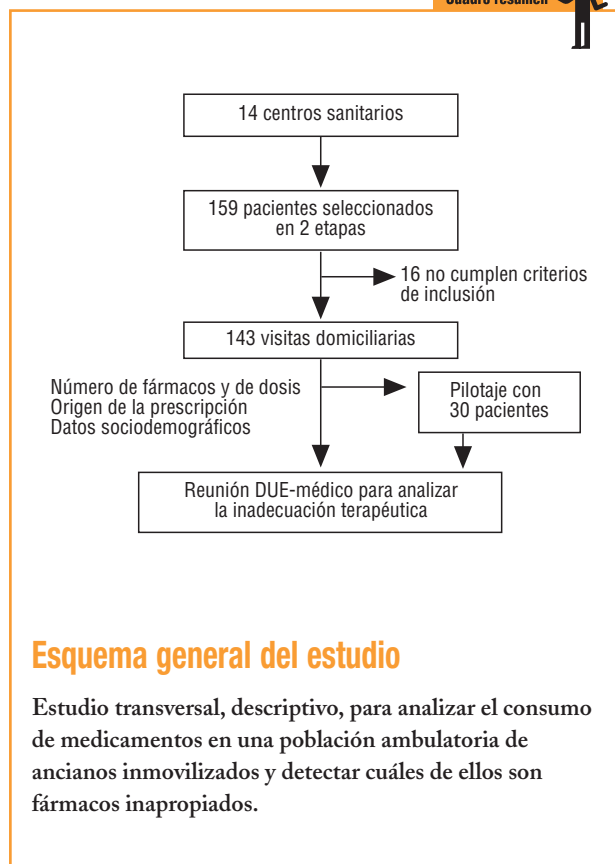 Cuadro resumen
14 centros sanitarios
159 pacientes seleccionados
en 2 etapas
16 no cumplen criterios
de inclusión
143 visitas domiciliarias
Número de fármacos y de dosis
Origen de la prescripción
Datos sociodemográficos
Pilotaje con
30 pacientes
Reunión DUE-médico para analizar
la inadecuación terapéutica
Esquema general del estudio
Estudio transversal, descriptivo, para analizar el consumo
de medicamentos en una población ambulatoria de
ancianos inmovilizados y detectar cuáles de ellos son
fármacos inapropiados.